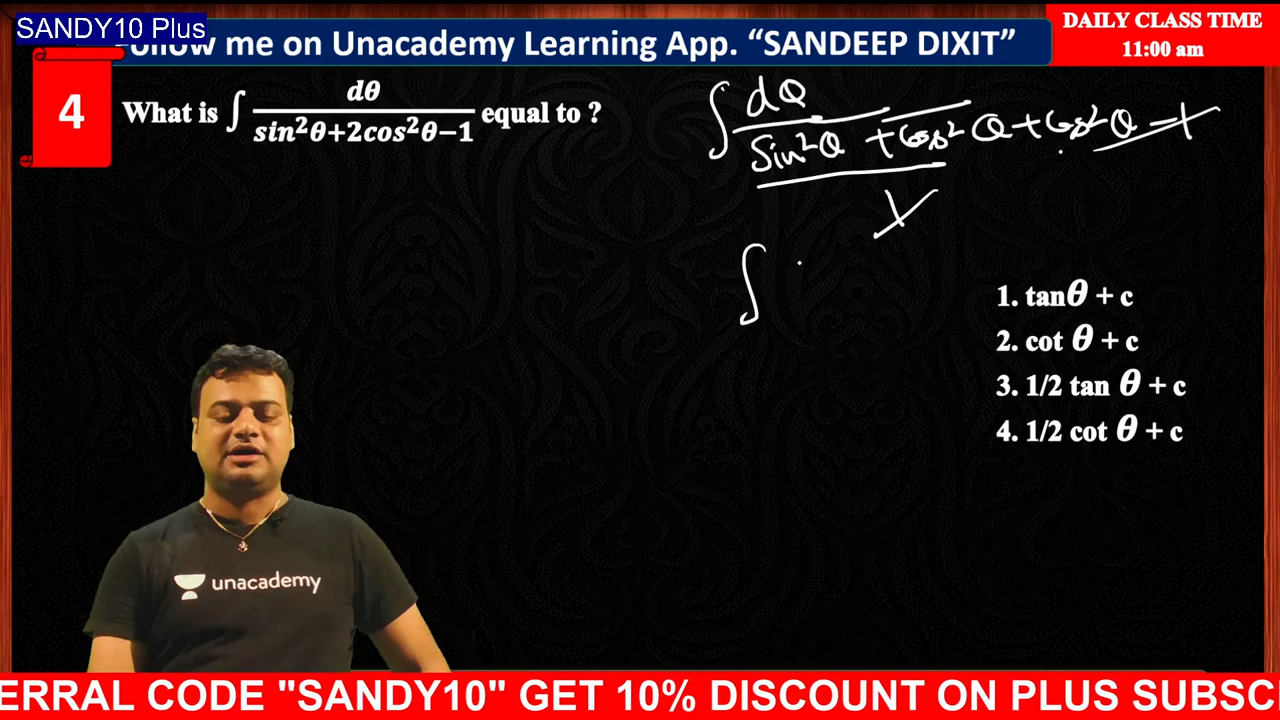 SANDY10 Plus
Follow me on Unacademy Learning App. “SANDEEP DIXIT”
DAILY CLASS TIME
11:00 am
4
What is ∫ dθ / sin²θ+2cos²θ−1 equal to ?
∫ dθ / sin²θ + cos²θ + cos²θ − 1
1
∫
1. tanθ + c
2. cot θ + c
3. 1/2 tan θ + c
4. 1/2 cot θ + c
unacademy
ERRAL CODE "SANDY10" GET 10% DISCOUNT ON PLUS SUBSC